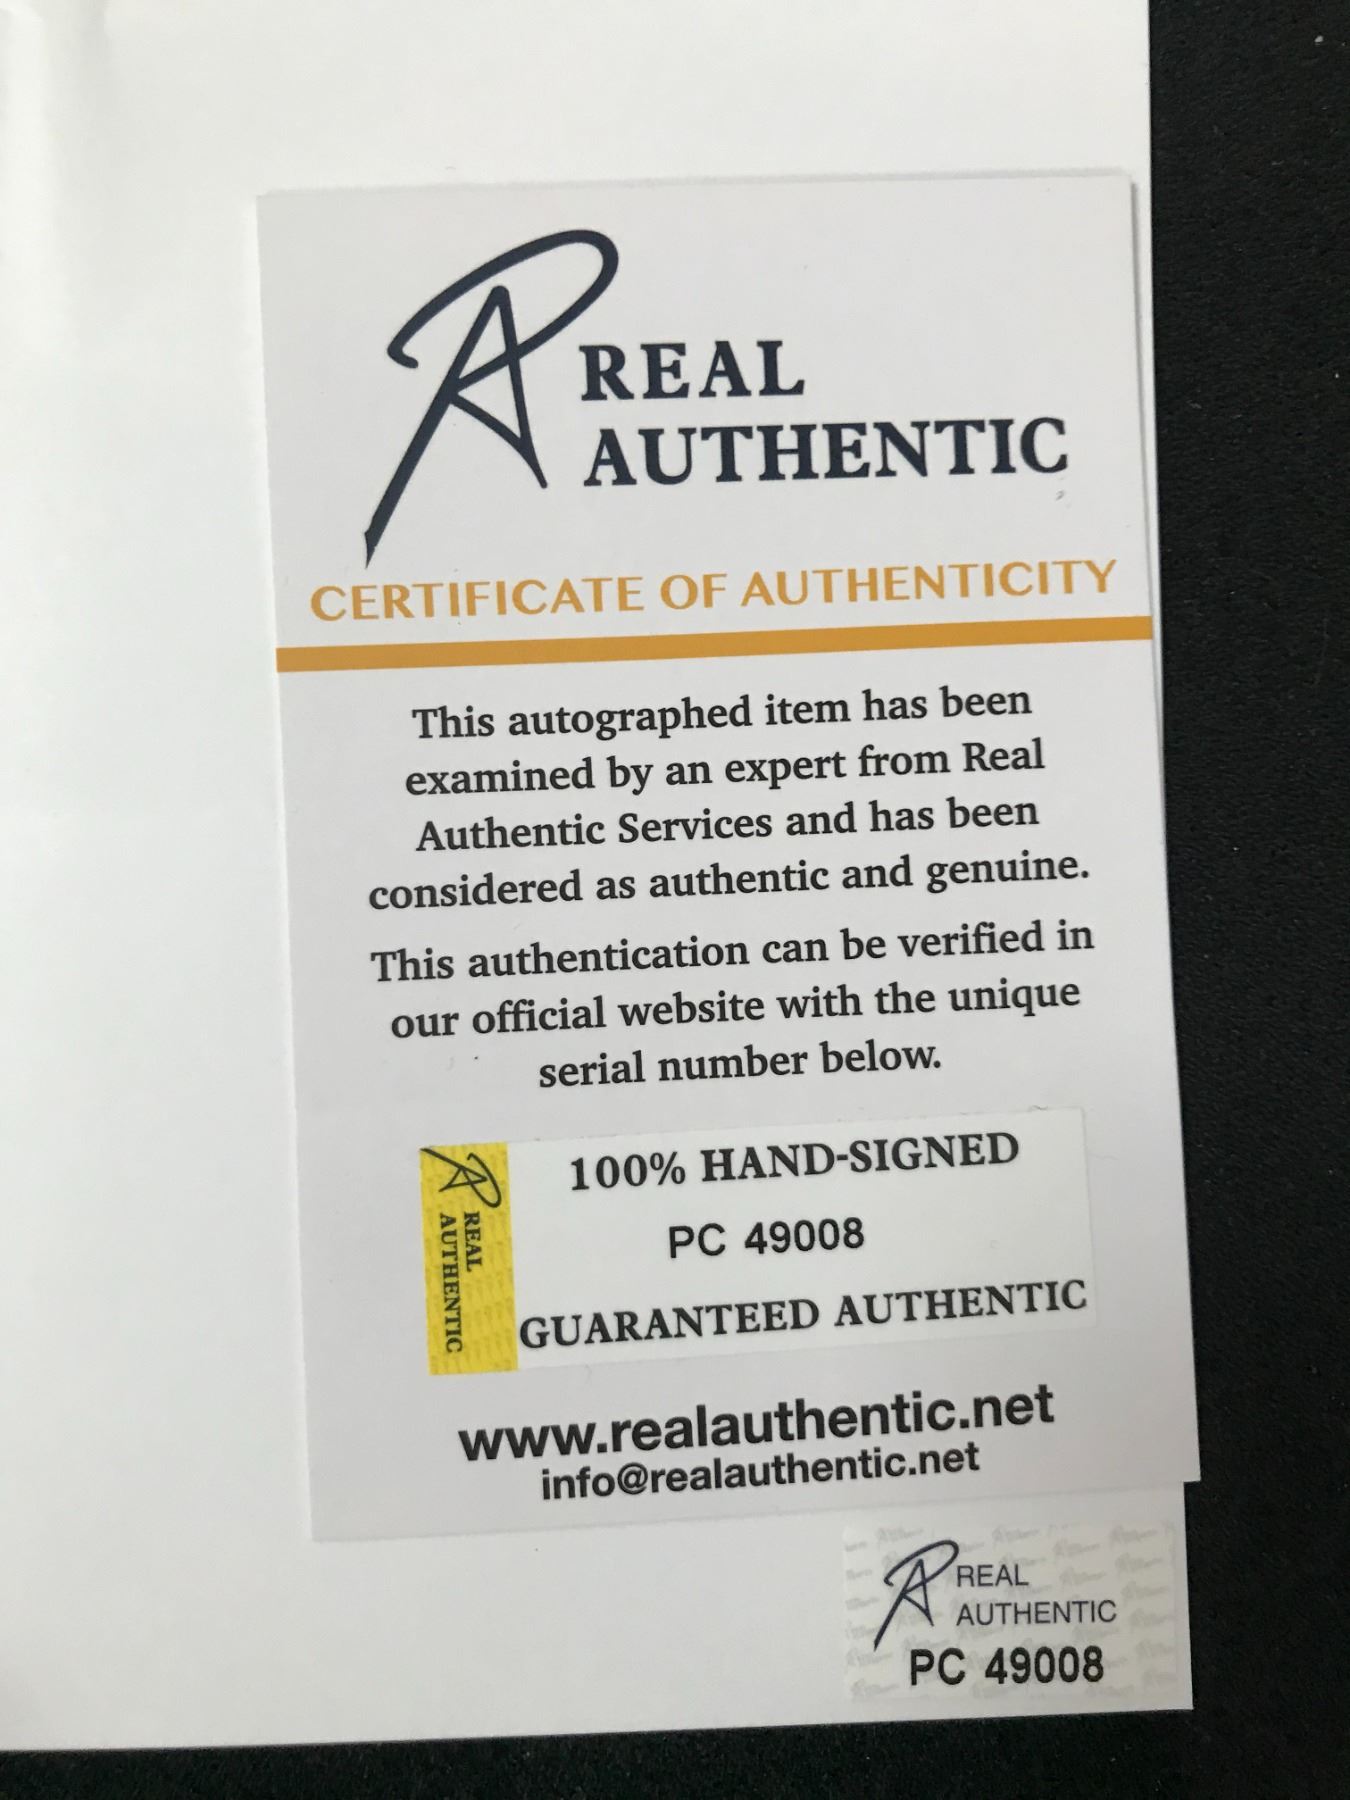 REAL
AUTHENTIC
CERTIFICATE OF AUTHENTICITY
This autographed item has been
examined by an expert from Real
Authentic Services and has been
considered as authentic and genuine.
This authentication can be verified in
our official website with the unique
serial number below.
REAL
AUTHENTIC
100% HAND-SIGNED
PC 49008
GUARANTEED AUTHENTIC
www.realauthentic.net
info@realauthentic.net
REAL
AUTHENTIC
PC 49008